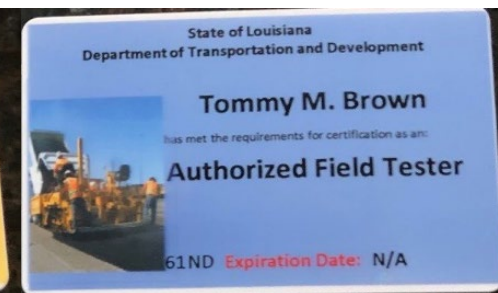 State of Louisiana
Department of Transportation and Development
Tommy M. Brown
has met the requirements for certification as an:
Authorized Field Tester
61ND Expiration Date: N/A